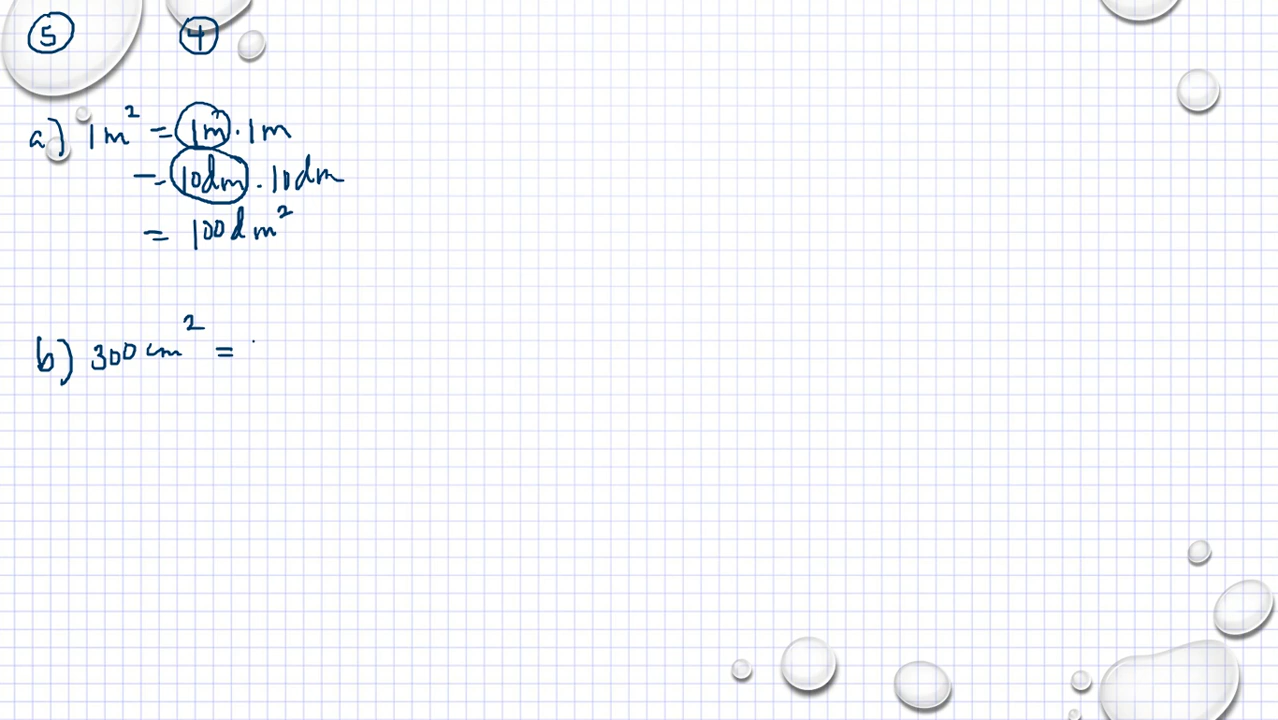 5 4
a) 1m² = 1m · 1m
= 10dm · 10dm
= 100dm²
b) 300cm² =